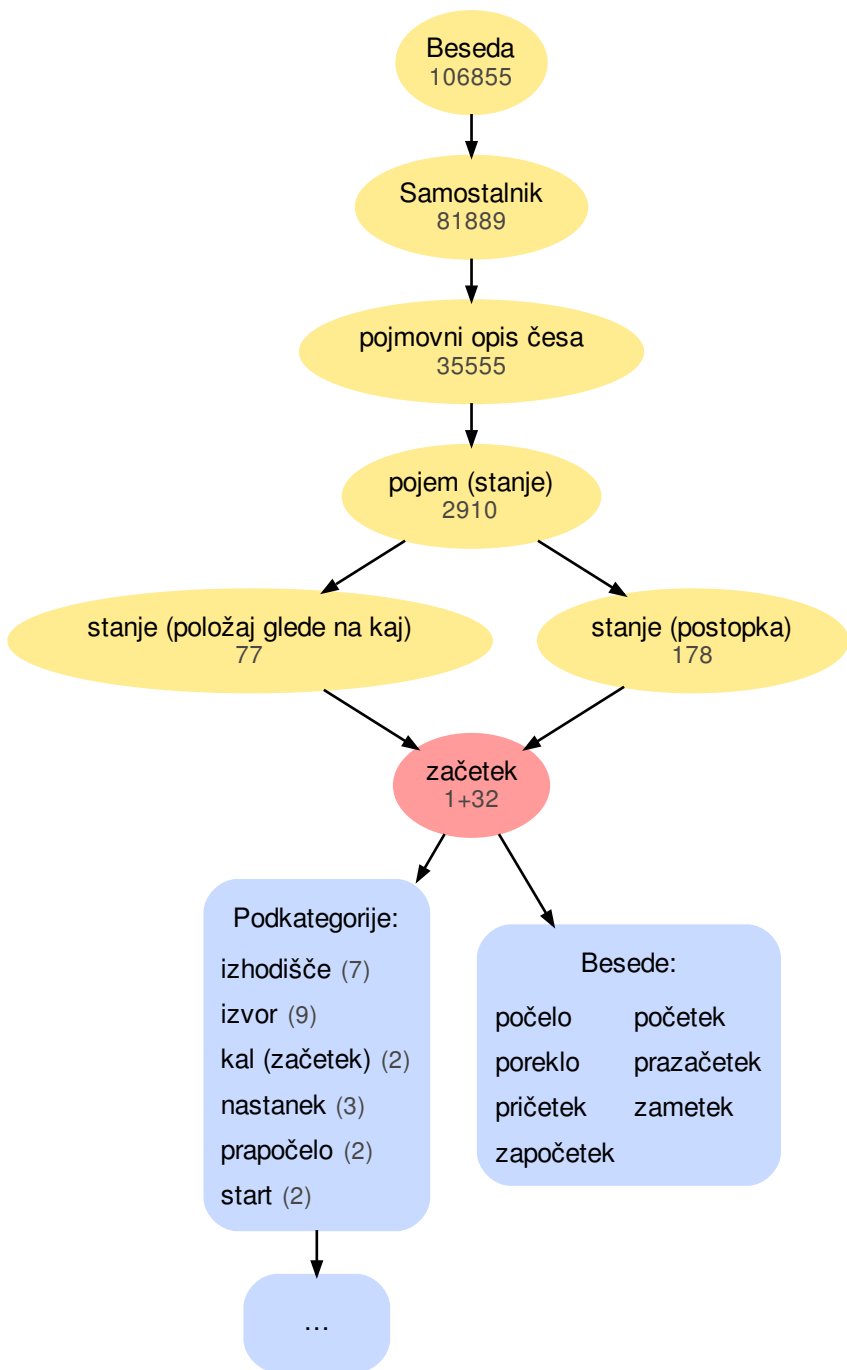 Beseda
106855
Samostalnik
81889
pojmovni opis česa
35555
pojem (stanje)
2910
stanje (položaj glede na kaj)
77
stanje (postopka)
178
začetek
1+32
Podkategorije:
izhodišče (7)
izvor (9)
kal (začetek) (2)
nastanek (3)
prapočelo (2)
start (2)
Besede:
počelo početek
poreklo prazačetek
pričetek zametek
započetek
...